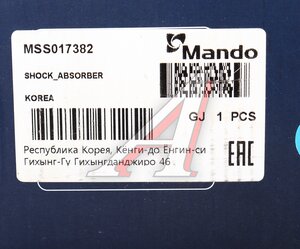 MSS017382
Mando
SHOCK_ABSORBER
KOREA
GJ 1 PCS
Республика Корея, Кенги-до Енгин-си
Гихынг-Гу Гихынгданджиро 46
EAC